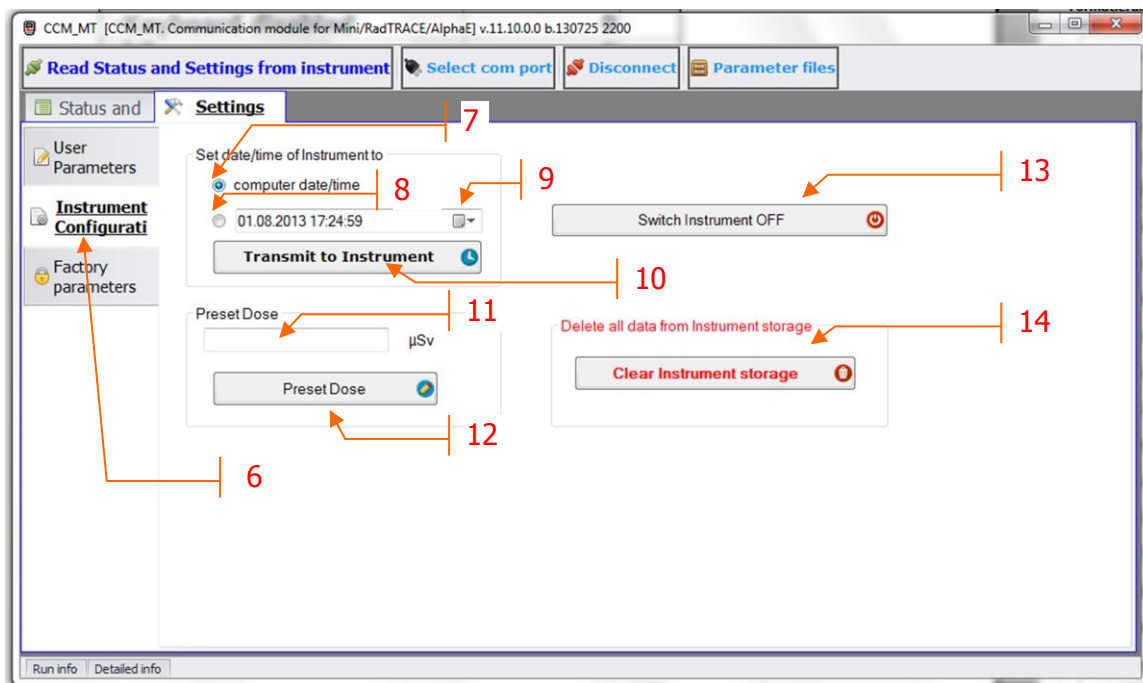 CCM_MT [CCM_MT. Communication module for Mini/RadTRACE/AlphaE] v.11.10.0.0 b.130725 2200
Read Status and Settings from instrument Select com port Disconnect Parameter files
Status and Settings
7
User
Parameters
Set date/time of Instrument to
13
computer date/time
8
9
Instrument
Configurati
01.08.2013 17:24:59
Switch Instrument OFF
Transmit to Instrument
Factory
parameters
10
Preset Dose
11
Delete all data from Instrument storage
14
µSv
Clear Instrument storage
Preset Dose
12
6
Run info Detailed info